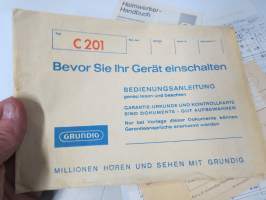 Heimwerker-
Handbuch
Typ
C 201
Bevor Sie Ihr Gerät einschalten
BEDIENUNGSANLEITUNG
genau lesen und beachten!
GARANTIE-URKUNDE UND KONTROLLKARTE
SIND DOKUMENTE - GUT AUFBEWAHREN
Nur bei Vorlage dieser Dokumente können
Garantieansprüche anerkannt werden
GRUNDIG
MILLIONEN HÖREN UND SEHEN MIT GRUNDIG